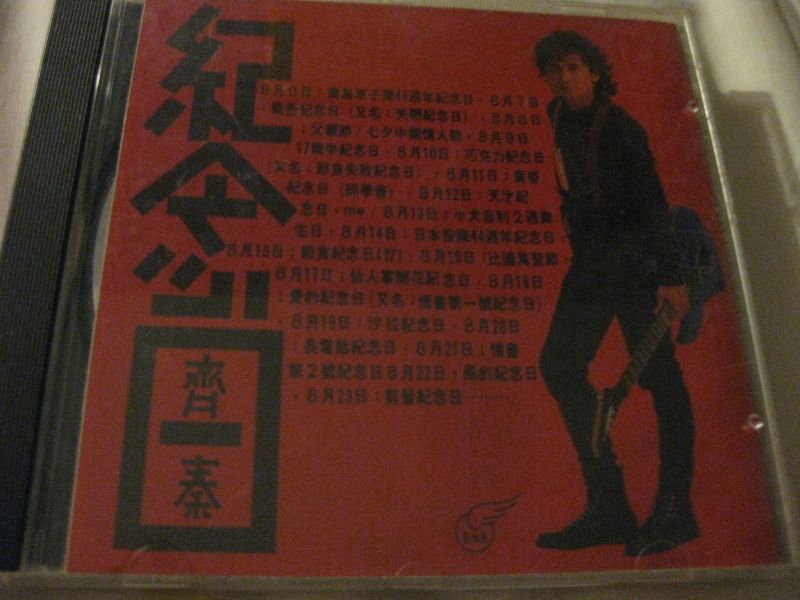 紀念日
齊秦
8月6日：廣島原子彈44週年紀念日，8月7日
告紀念日（又名：失戀紀念日），8月8日
：父親節/七夕中國情人節，8月9日
17歲半紀念日，8月10日：巧克力紀念日
（又名：節食失敗紀念日），8月11日：青春
紀念日（開學），8月12日：天才紀
念日，me/8月13日：小犬吉利2週歲
生日，8月14日：日本投降44週年紀念日，
8月15日：節食紀念日，8月16日：比國萬聖節，
8月17日：仙人掌開花紀念日，8月18日
：愛的紀念日（又名：情書第一號紀念日）
，8月19日：沙拉紀念日，8月20日
：長電話紀念日，8月21日：情書
第2號紀念日8月22日，風的紀念日
，8月23日：剪髮紀念日………